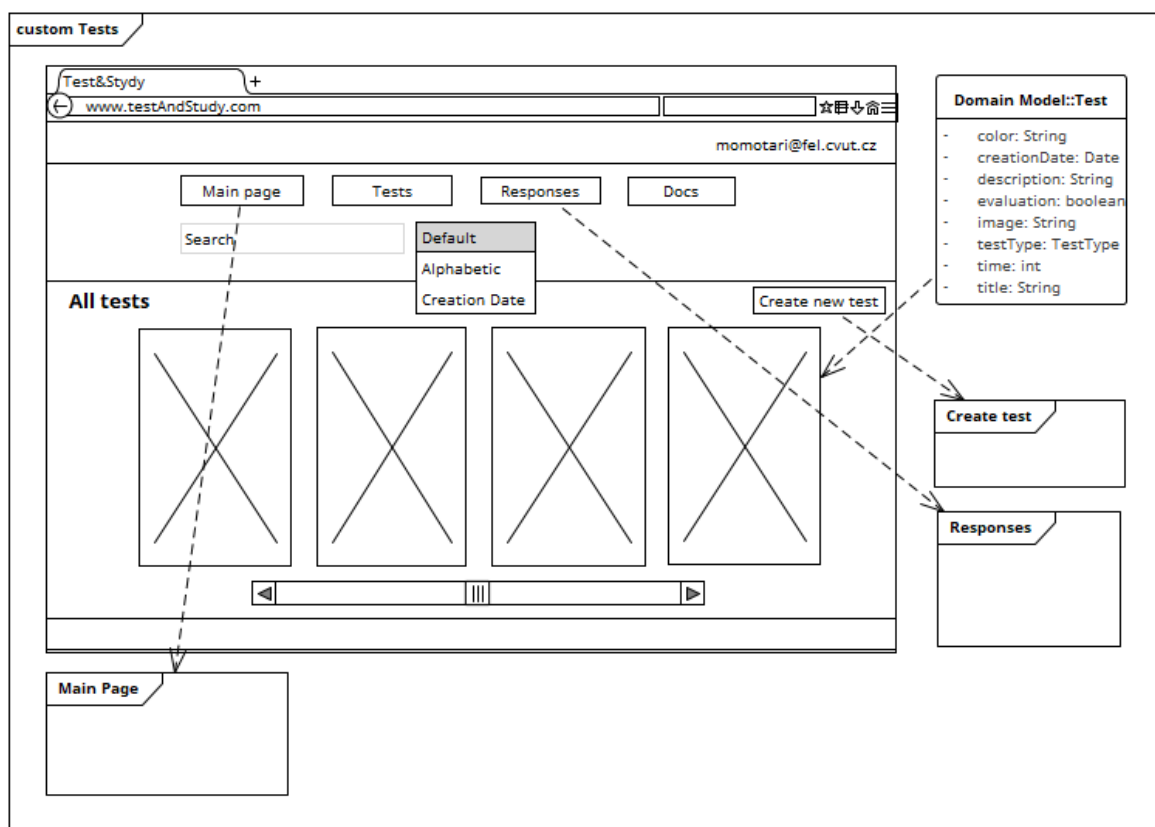 custom Tests
Test&Stydy
+
www.testAndStudy.com
momotari@fel.cvut.cz
Main page
Tests
Responses
Docs
Search
Default
Alphabetic
Creation Date
All tests
Create new test
Domain Model::Test
- color: String
- creationDate: Date
- description: String
- evaluation: boolean
- image: String
- testType: TestType
- time: int
- title: String
Create test
Responses
Main Page